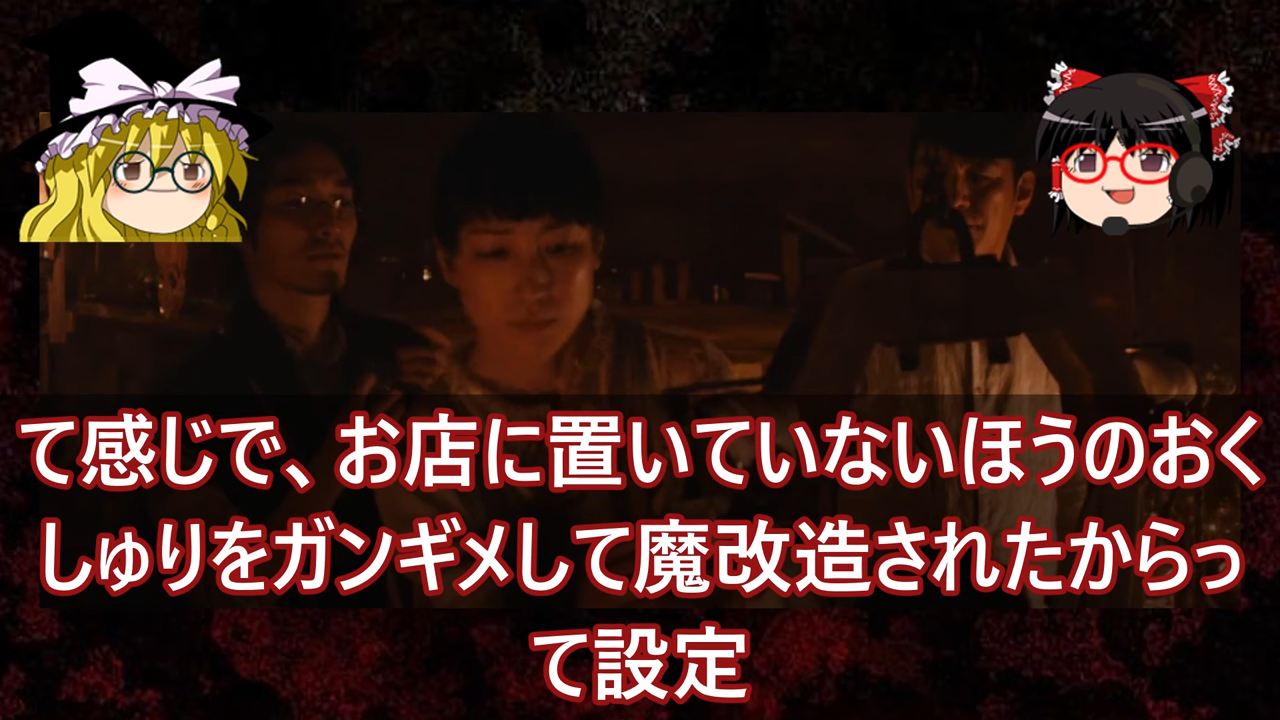 て感じで、お店に置いていないほうのおく
しゅりをガンギメして魔改造されたからっ
て設定